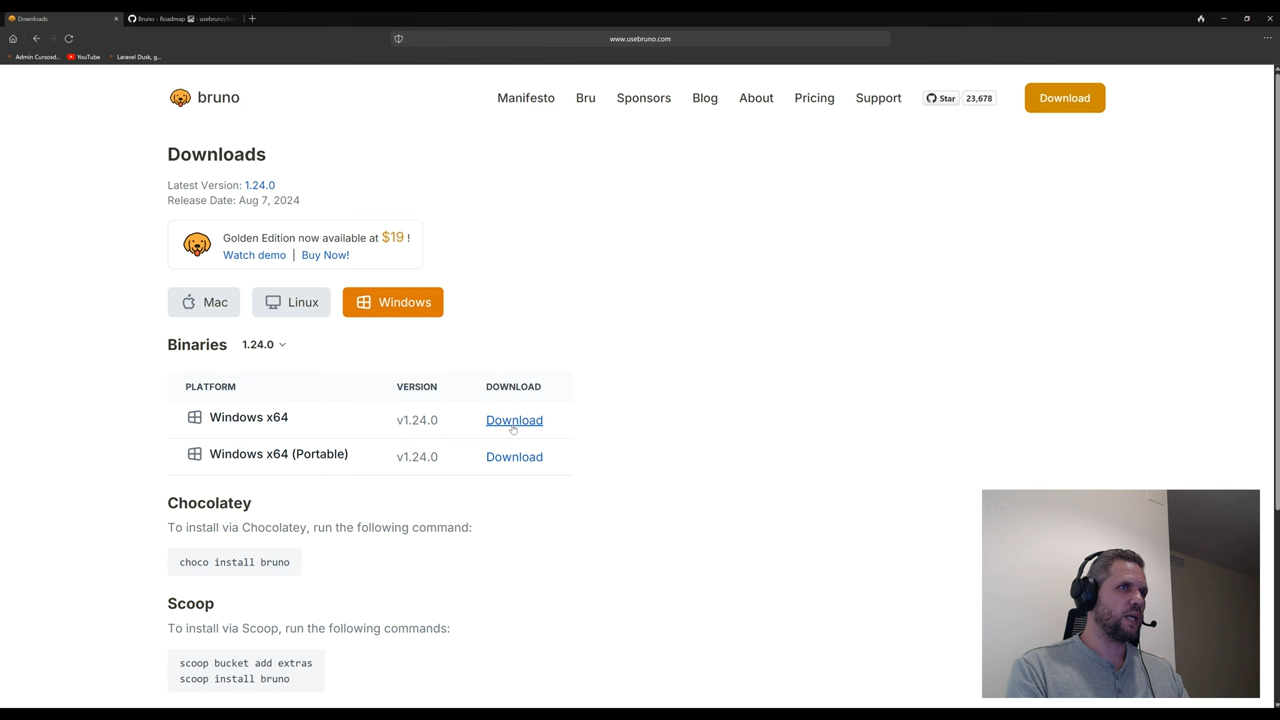 Downloads
Bruno - Roadmap
usebruno/br
www.usebruno.com
Admin Cursosd...
YouTube
Laravel Dusk, g...
bruno
Manifesto
Bru
Sponsors
Blog
About
Pricing
Support
Star
23,678
Download
Downloads
Latest Version: 1.24.0
Release Date: Aug 7, 2024
Golden Edition now available at $19 !
Watch demo | Buy Now!
Mac
Linux
Windows
Binaries
1.24.0
PLATFORM
VERSION
DOWNLOAD
Windows x64
v1.24.0
Download
Windows x64 (Portable)
v1.24.0
Download
Chocolatey
To install via Chocolatey, run the following command:
choco install bruno
Scoop
To install via Scoop, run the following commands:
scoop bucket add extras
scoop install bruno